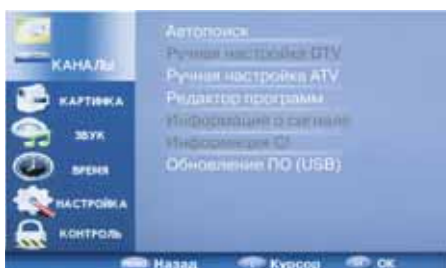 КАНАЛЫ
КАРТИНКА
ЗВУК
ВРЕМЯ
НАСТРОЙКА
КОНТРОЛЬ
Автопоиск
Ручная настройка DTV
Ручная настройка ATV
Редактор программ
Информация о сигнале
Информация CI
Обновление ПО (USB)
Назад Курсор OK